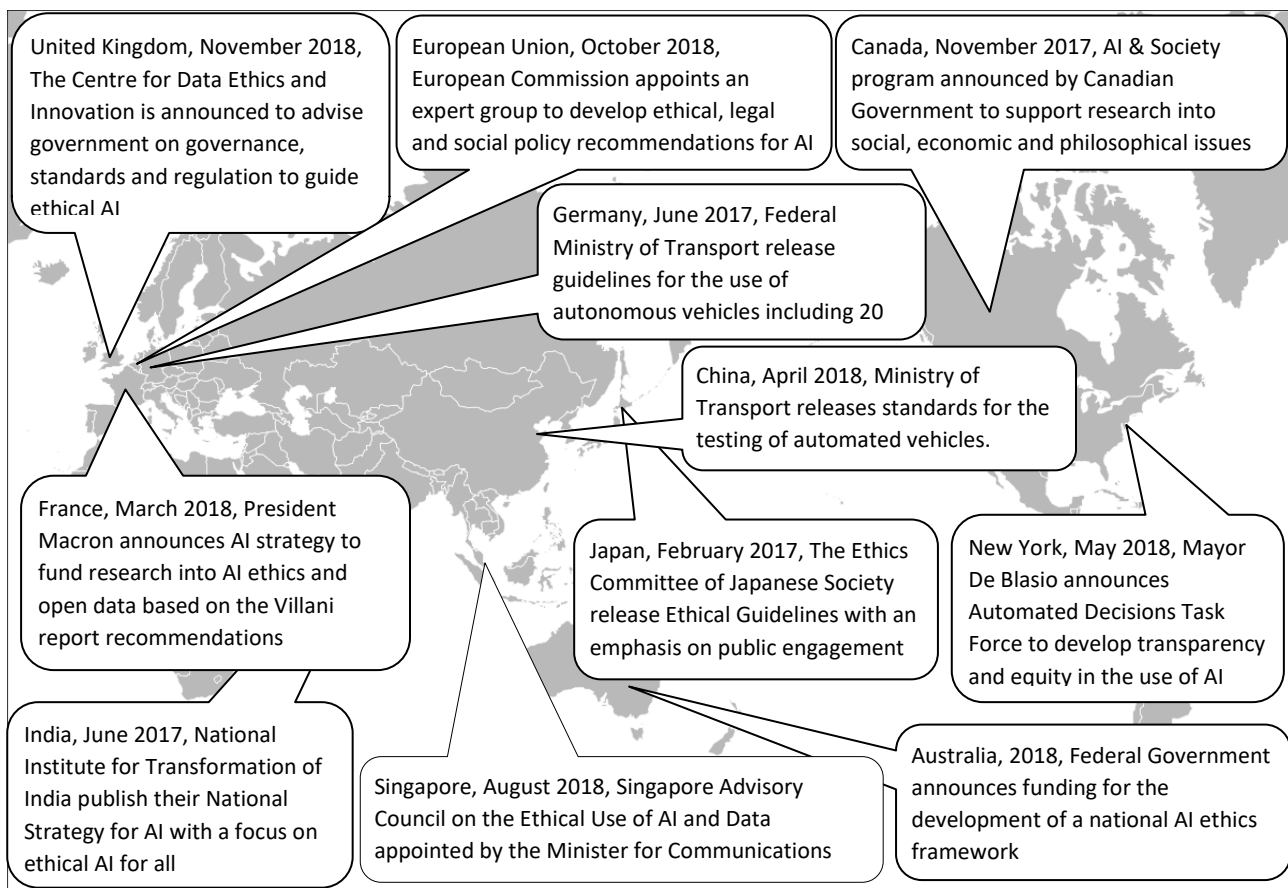 United Kingdom, November 2018,
The Centre for Data Ethics and
Innovation is announced to advise
government on governance,
standards and regulation to guide
ethical AI
European Union, October 2018,
European Commission appoints an
expert group to develop ethical, legal
and social policy recommendations for AI
Canada, November 2017, AI & Society
program announced by Canadian
Government to support research into
social, economic and philosophical issues
Germany, June 2017, Federal
Ministry of Transport release
guidelines for the use of
autonomous vehicles including 20
China, April 2018, Ministry of
Transport releases standards for the
testing of automated vehicles.
France, March 2018, President
Macron announces AI strategy to
fund research into AI ethics and
open data based on the Villani
report recommendations
Japan, February 2017, The Ethics
Committee of Japanese Society
release Ethical Guidelines with an
emphasis on public engagement
New York, May 2018, Mayor
De Blasio announces
Automated Decisions Task
Force to develop transparency
and equity in the use of AI
India, June 2017, National
Institute for Transformation of
India publish their National
Strategy for AI with a focus on
ethical AI for all
Singapore, August 2018, Singapore Advisory
Council on the Ethical Use of AI and Data
appointed by the Minister for Communications
Australia, 2018, Federal Government
announces funding for the
development of a national AI ethics
framework